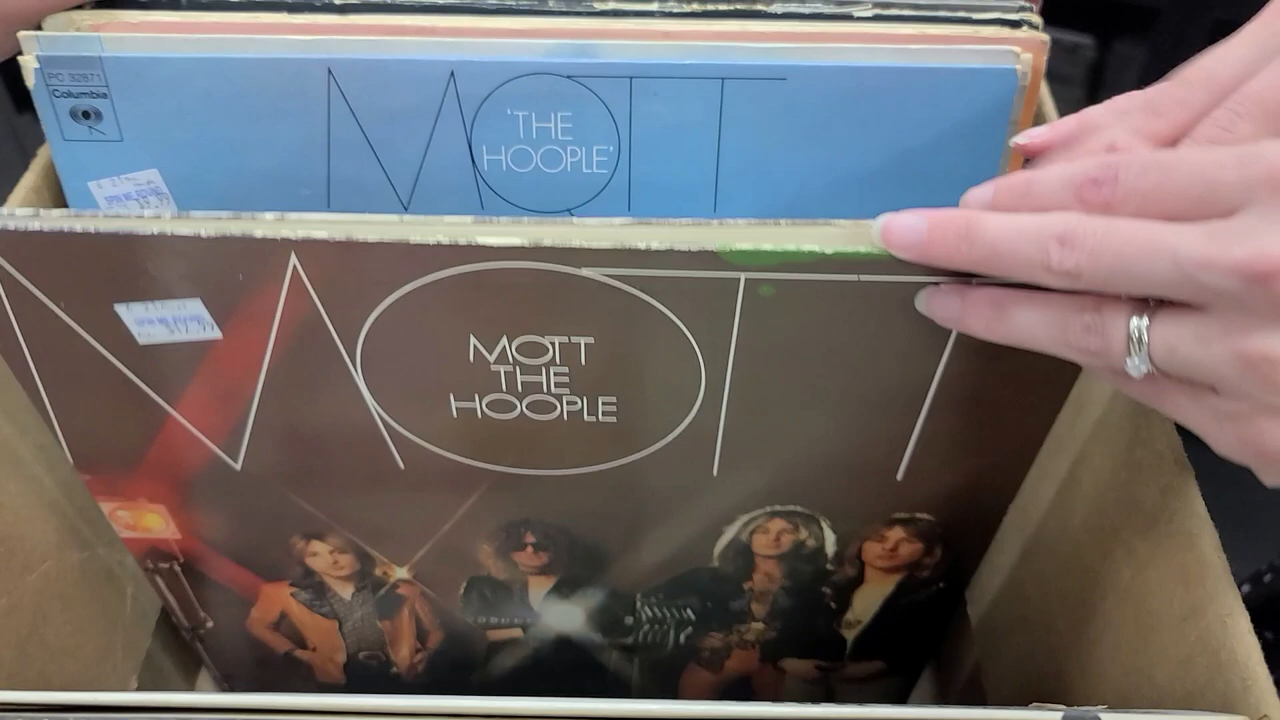 PC 32871
Columbia
MOTT
'THE
HOOPLE'
MOTT
MOTT
THE
HOOPLE